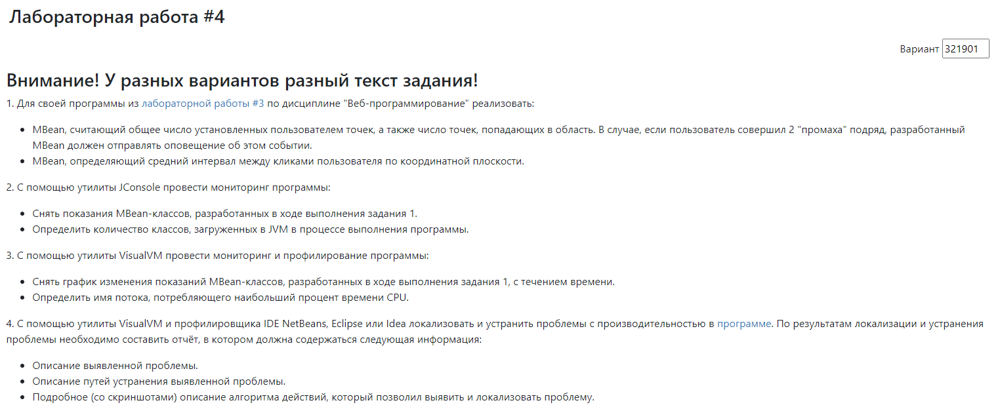 Лабораторная работа #4
Вариант 321901
Внимание! У разных вариантов разный текст задания!
1. Для своей программы из лабораторной работы #3 по дисциплине "Веб-программирование" реализовать:
• MBean, считающий общее число установленных пользователем точек, а также число точек, попадающих в область. В случае, если пользователь совершил 2 "промаха" подряд, разработанный
MBean должен отправлять оповещение об этом событии.
• MBean, определяющий средний интервал между кликами пользователя по координатной плоскости.
2. С помощью утилиты JConsole провести мониторинг программы:
• Снять показания MBean-классов, разработанных в ходе выполнения задания 1.
• Определить количество классов, загруженных в JVM в процессе выполнения программы.
3. С помощью утилиты VisualVM провести мониторинг и профилирование программы:
• Снять график изменения показаний MBean-классов, разработанных в ходе выполнения задания 1, с течением времени.
• Определить имя потока, потребляющего наибольший процент времени CPU.
4. С помощью утилиты VisualVM и профилировщика IDE NetBeans, Eclipse или Idea локализовать и устранить проблемы с производительностью в программе. По результатам локализации и устранения
проблемы необходимо составить отчёт, в котором должна содержаться следующая информация:
• Описание выявленной проблемы.
• Описание путей устранения выявленной проблемы.
• Подробное (со скриншотами) описание алгоритма действий, который позволил выявить и локализовать проблему.